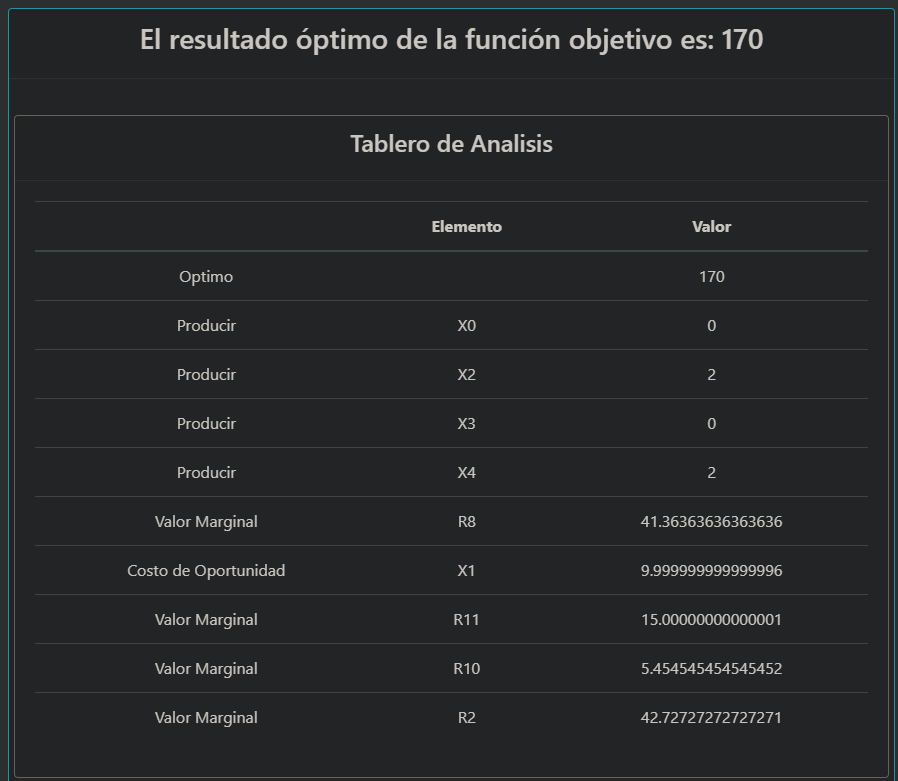 El resultado óptimo de la función objetivo es: 170
Tablero de Analisis
Elemento Valor
Optimo 170
Producir X0 0
Producir X2 2
Producir X3 0
Producir X4 2
Valor Marginal R8 41.36363636363636
Costo de Oportunidad X1 9.999999999999996
Valor Marginal R11 15.00000000000001
Valor Marginal R10 5.454545454545452
Valor Marginal R2 42.72727272727271